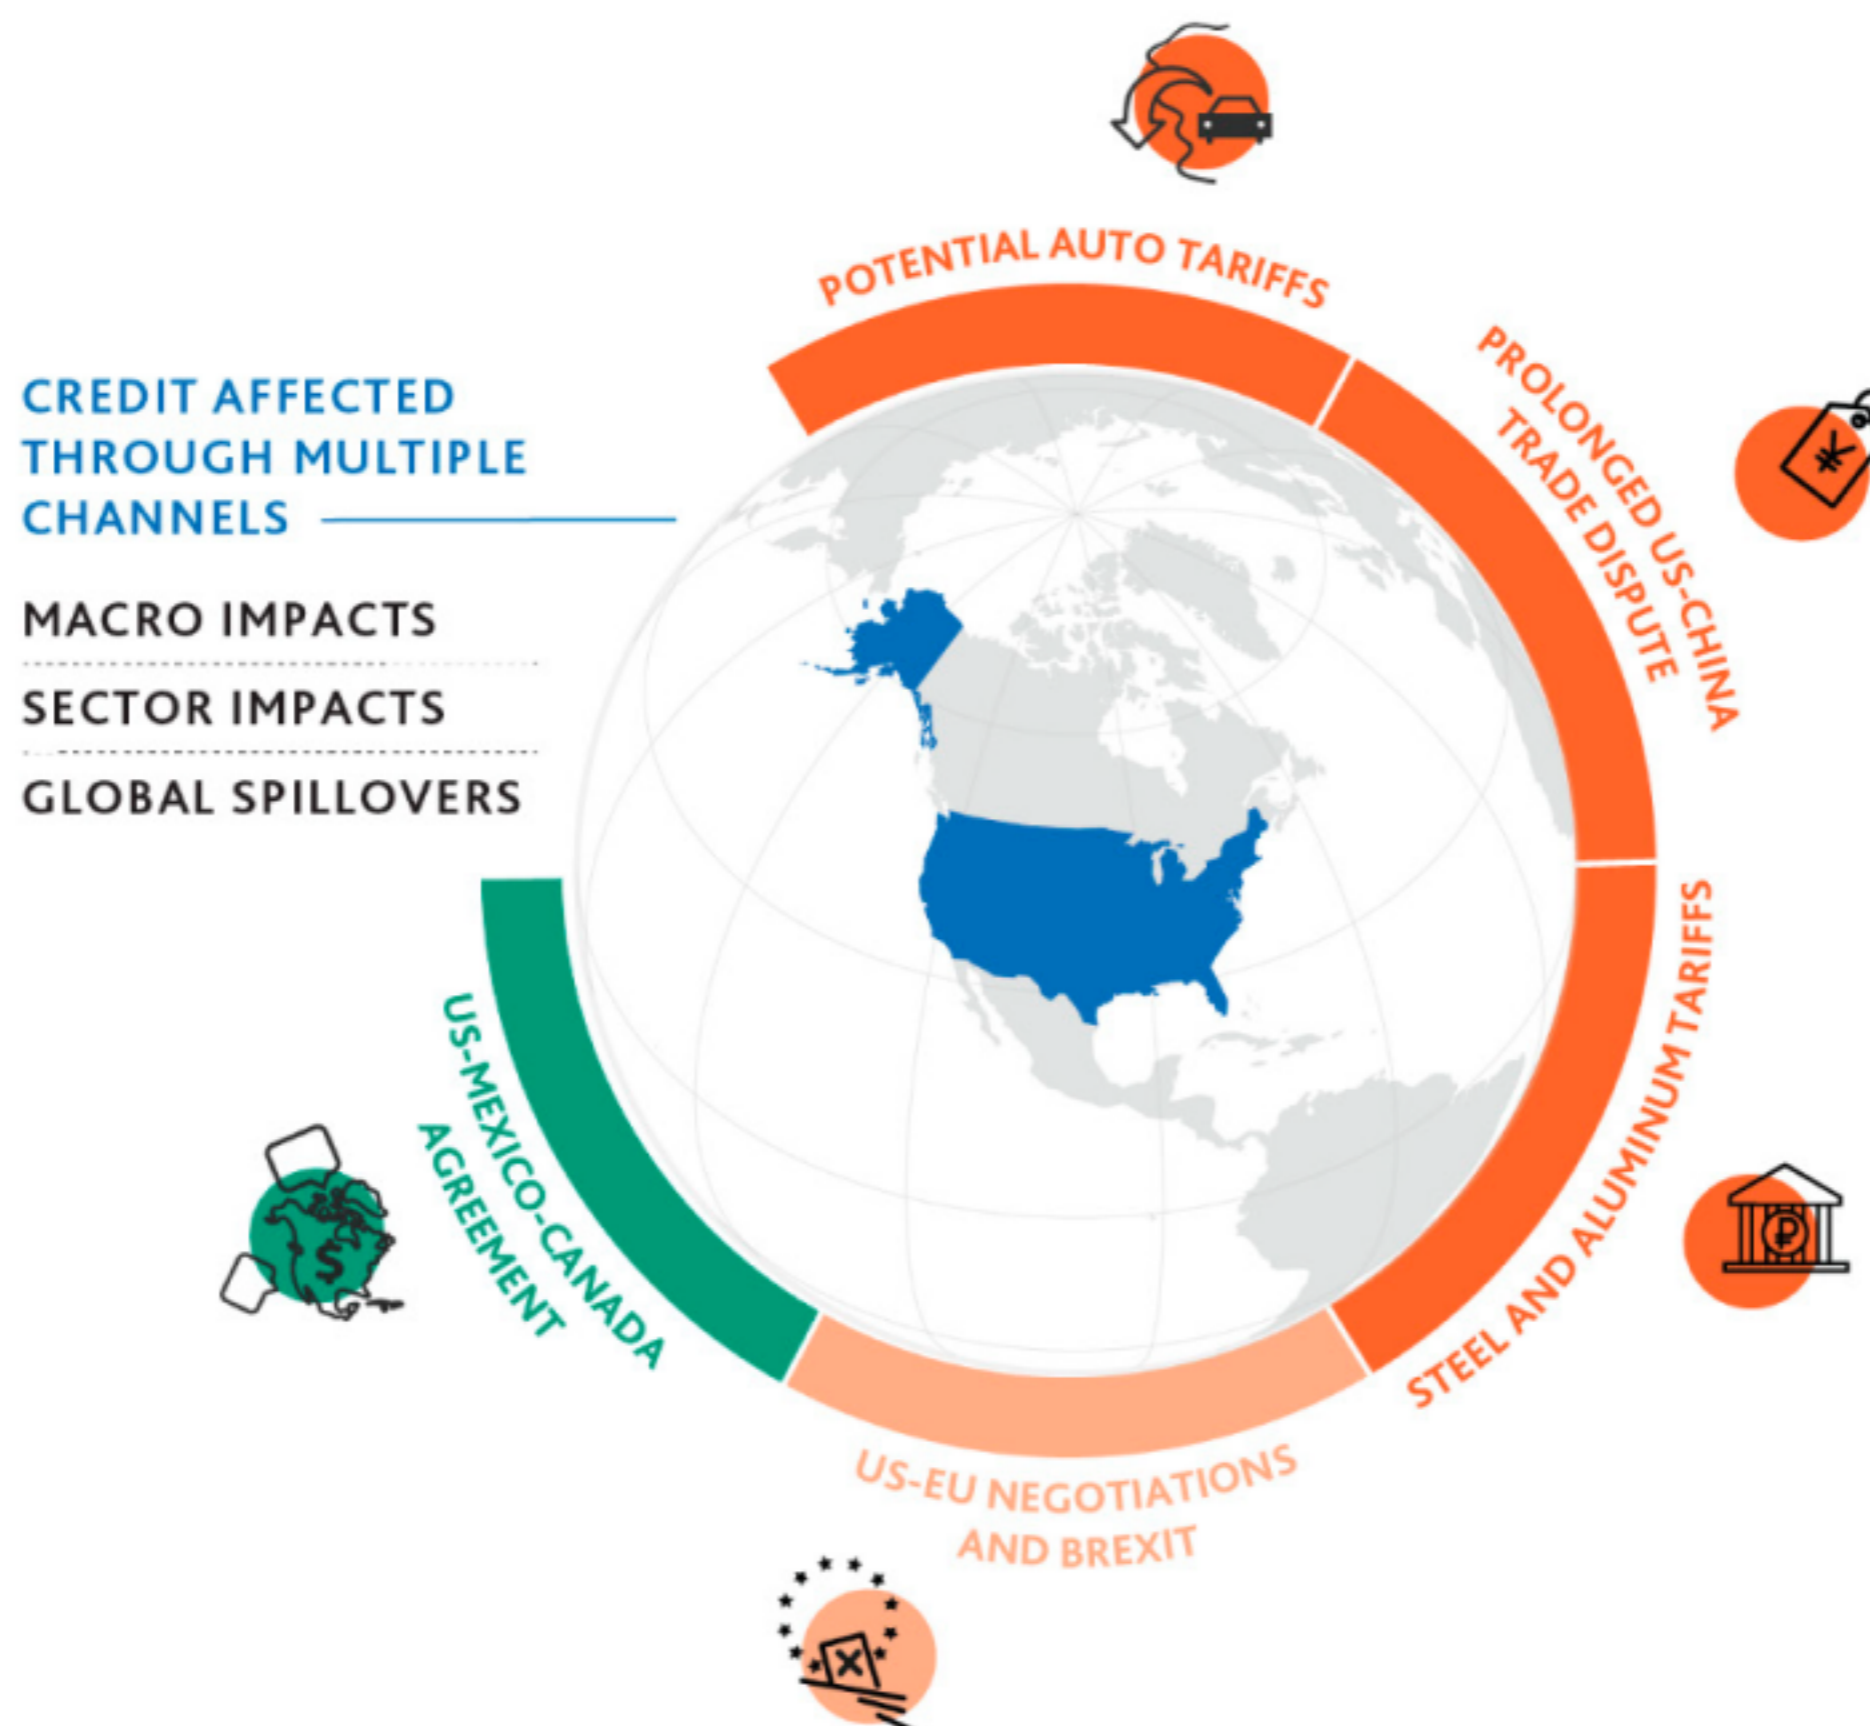 CREDIT AFFECTED
THROUGH MULTIPLE
CHANNELS
MACRO IMPACTS
SECTOR IMPACTS
GLOBAL SPILLOVERS
POTENTIAL AUTO TARIFFS
PROLONGED US-CHINA
TRADE DISPUTE
¥
STEEL AND ALUMINUM TARIFFS
₽
US-EU NEGOTIATIONS
AND BREXIT
US-MEXICO-CANADA
AGREEMENT
$